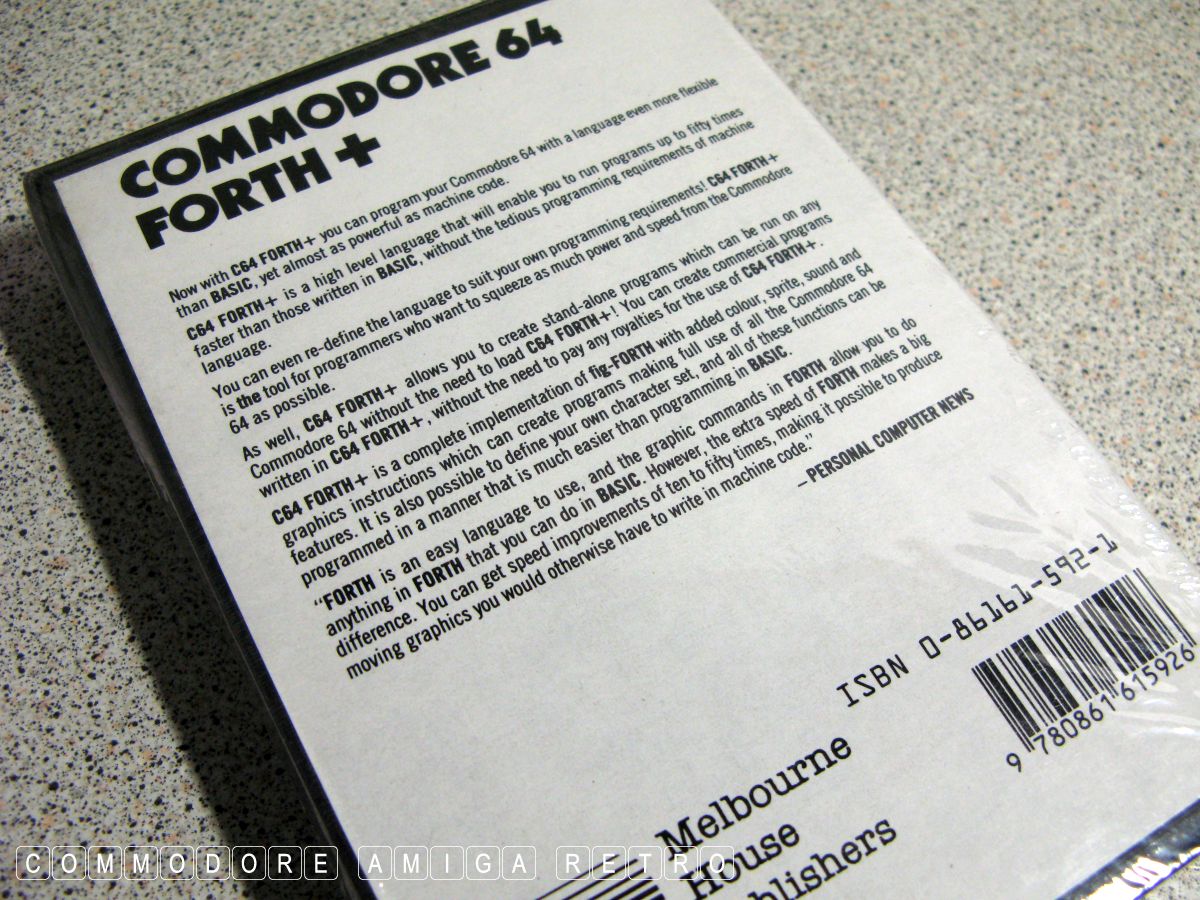 COMMODORE 64
FORTH +
Now with C64 FORTH+ you can program your Commodore 64 with a language even more flexible
than BASIC, yet almost as powerful as machine code.
C64 FORTH+ is a high level language that will enable you to run programs up to fifty times
faster than those written in BASIC, without the tedious programming requirements of machine
language.
You can even re-define the language to suit your own programming requirements! C64 FORTH+
is the tool for programmers who want to squeeze as much power and speed from the Commodore
64 as possible.
As well, C64 FORTH+ allows you to create stand-alone programs which can be run on any
Commodore 64 without the need to load C64 FORTH+! You can create commercial programs
written in C64 FORTH+, without the need to pay any royalties for the use of C64 FORTH+.
C64 FORTH+ is a complete implementation of fig-FORTH with added colour, sprite, sound and
graphics instructions which can create programs making full use of all the Commodore 64
features. It is also possible to define your own character set, and all of these functions can be
programmed in a manner that is much easier than programming in BASIC.
“FORTH is an easy language to use, and the graphic commands in FORTH allow you to do
anything in FORTH that you can do in BASIC. However, the extra speed of FORTH makes a big
difference. You can get speed improvements of ten to fifty times, making it possible to produce
moving graphics you would otherwise have to write in machine code.”
—PERSONAL COMPUTER NEWS
ISBN 0-86161-592-1
9 780861 615926
Melbourne
House
blishers
COMMODORE AMIGA RETRO